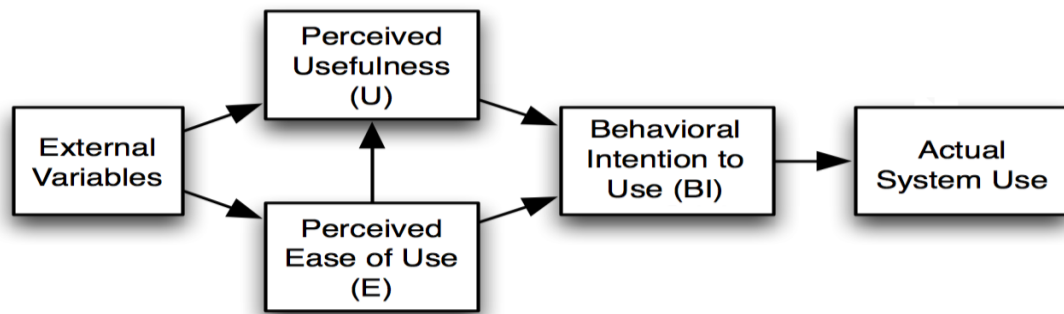 Perceived
Usefulness
(U)
External
Variables
Perceived
Ease of Use
(E)
Behavioral
Intention to
Use (BI)
Actual
System Use